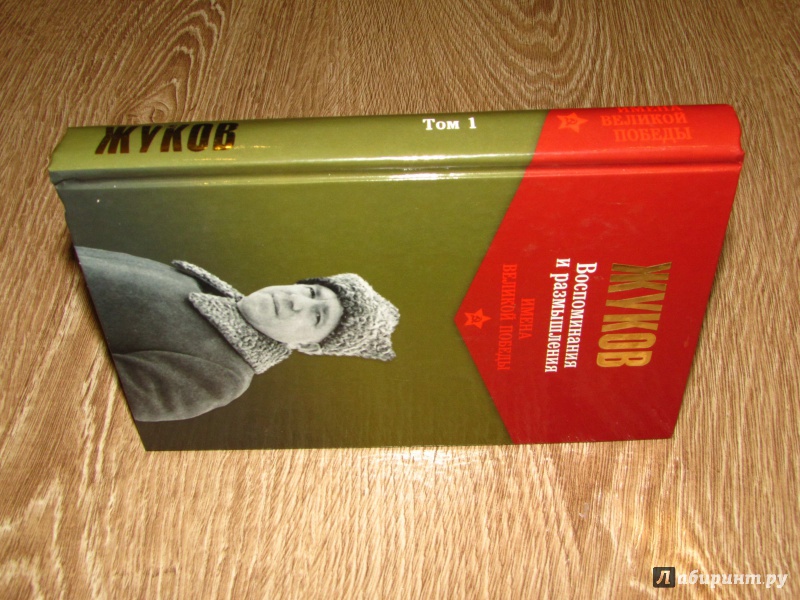 ЖУКОВ
Том 1
ИМЕНА
ВЕЛИКОЙ
ПОБЕДЫ
ЖУКОВ
Воспоминания
и размышления
ИМЕНА
ВЕЛИКОЙ ПОБЕДЫ
Лабиринт.ру